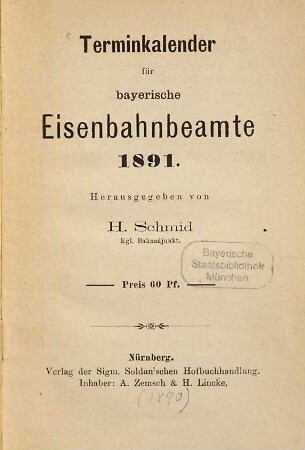 Terminkalender
für
bayerische
Eisenbahnbeamte
1891.
Herausgegeben von
H. Schmid
Kgl. Bahnadjunkt.
Bayerische
Staatsbibliothek
München
Preis 60 Pf.
Nürnberg.
Verlag der Sigm. Soldan'schen Hofbuchhandlung.
Inhaber: A. Zemsch & H. Lincke.
(1890)